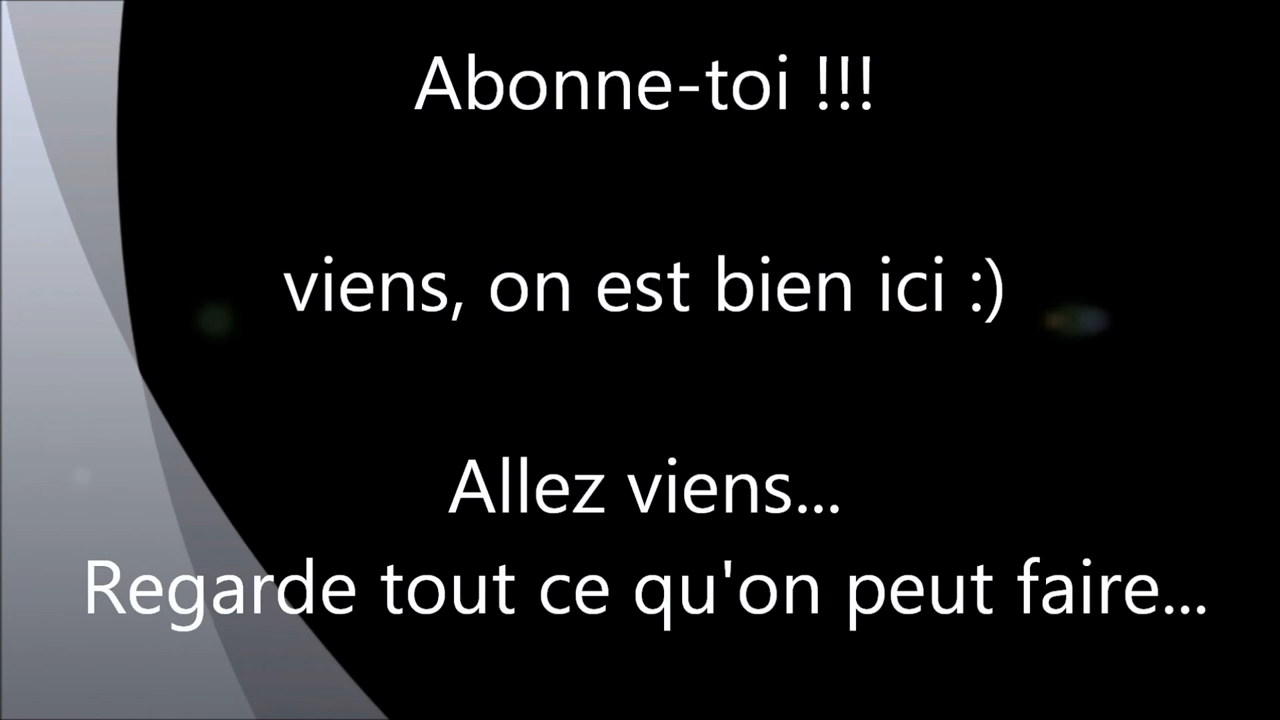 Abonne-toi !!!
viens, on est bien ici :)
Allez viens...
Regarde tout ce qu'on peut faire...